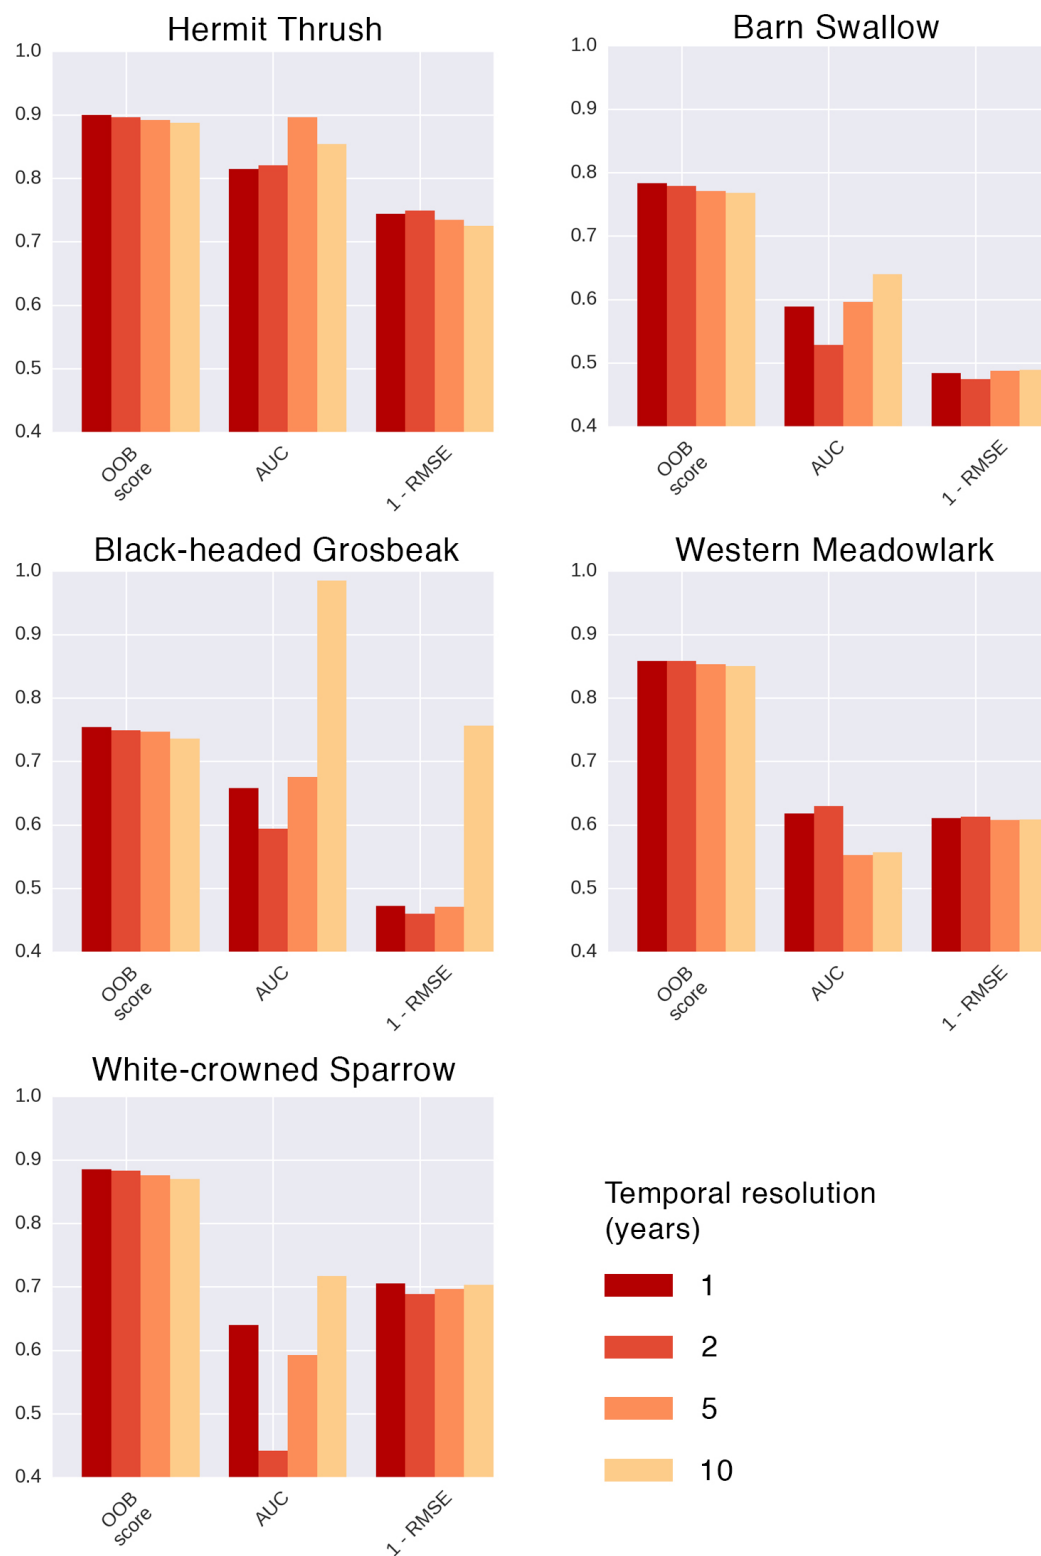 Hermit Thrush
1.0
0.9
0.8
0.7
0.6
0.5
0.4
OOB
score
AUC
1 - RMSE
Barn Swallow
1.0
0.9
0.8
0.7
0.6
0.5
0.4
OOB
score
AUC
1 - RMSE
Black-headed Grosbeak
1.0
0.9
0.8
0.7
0.6
0.5
0.4
OOB
score
AUC
1 - RMSE
Western Meadowlark
1.0
0.9
0.8
0.7
0.6
0.5
0.4
OOB
score
AUC
1 - RMSE
White-crowned Sparrow
1.0
0.9
0.8
0.7
0.6
0.5
0.4
OOB
score
AUC
1 - RMSE
Temporal resolution
(years)
1
2
5
10